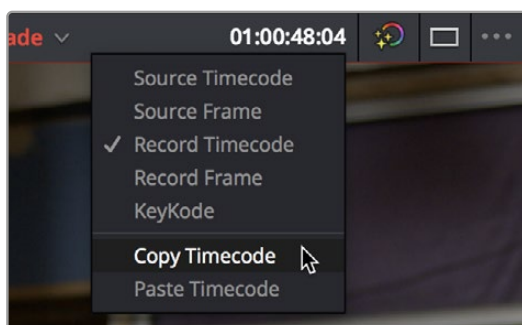 ade 01:00:48:04
Source Timecode
Source Frame
Record Timecode
Record Frame
KeyKode
Copy Timecode
Paste Timecode